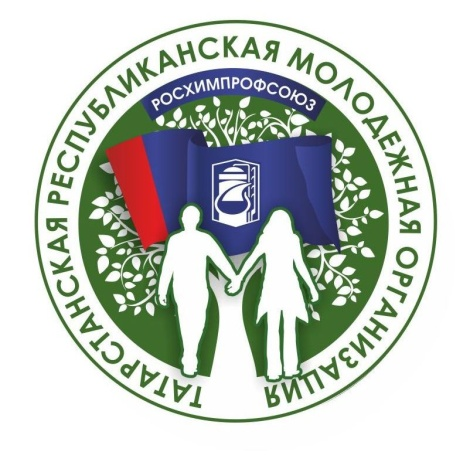 ТАТАРСТАНСКАЯ РЕСПУБЛИКАНСКАЯ МОЛОДЕЖНАЯ ОРГАНИЗАЦИЯ
РОСХИМПРОФСОЮЗ